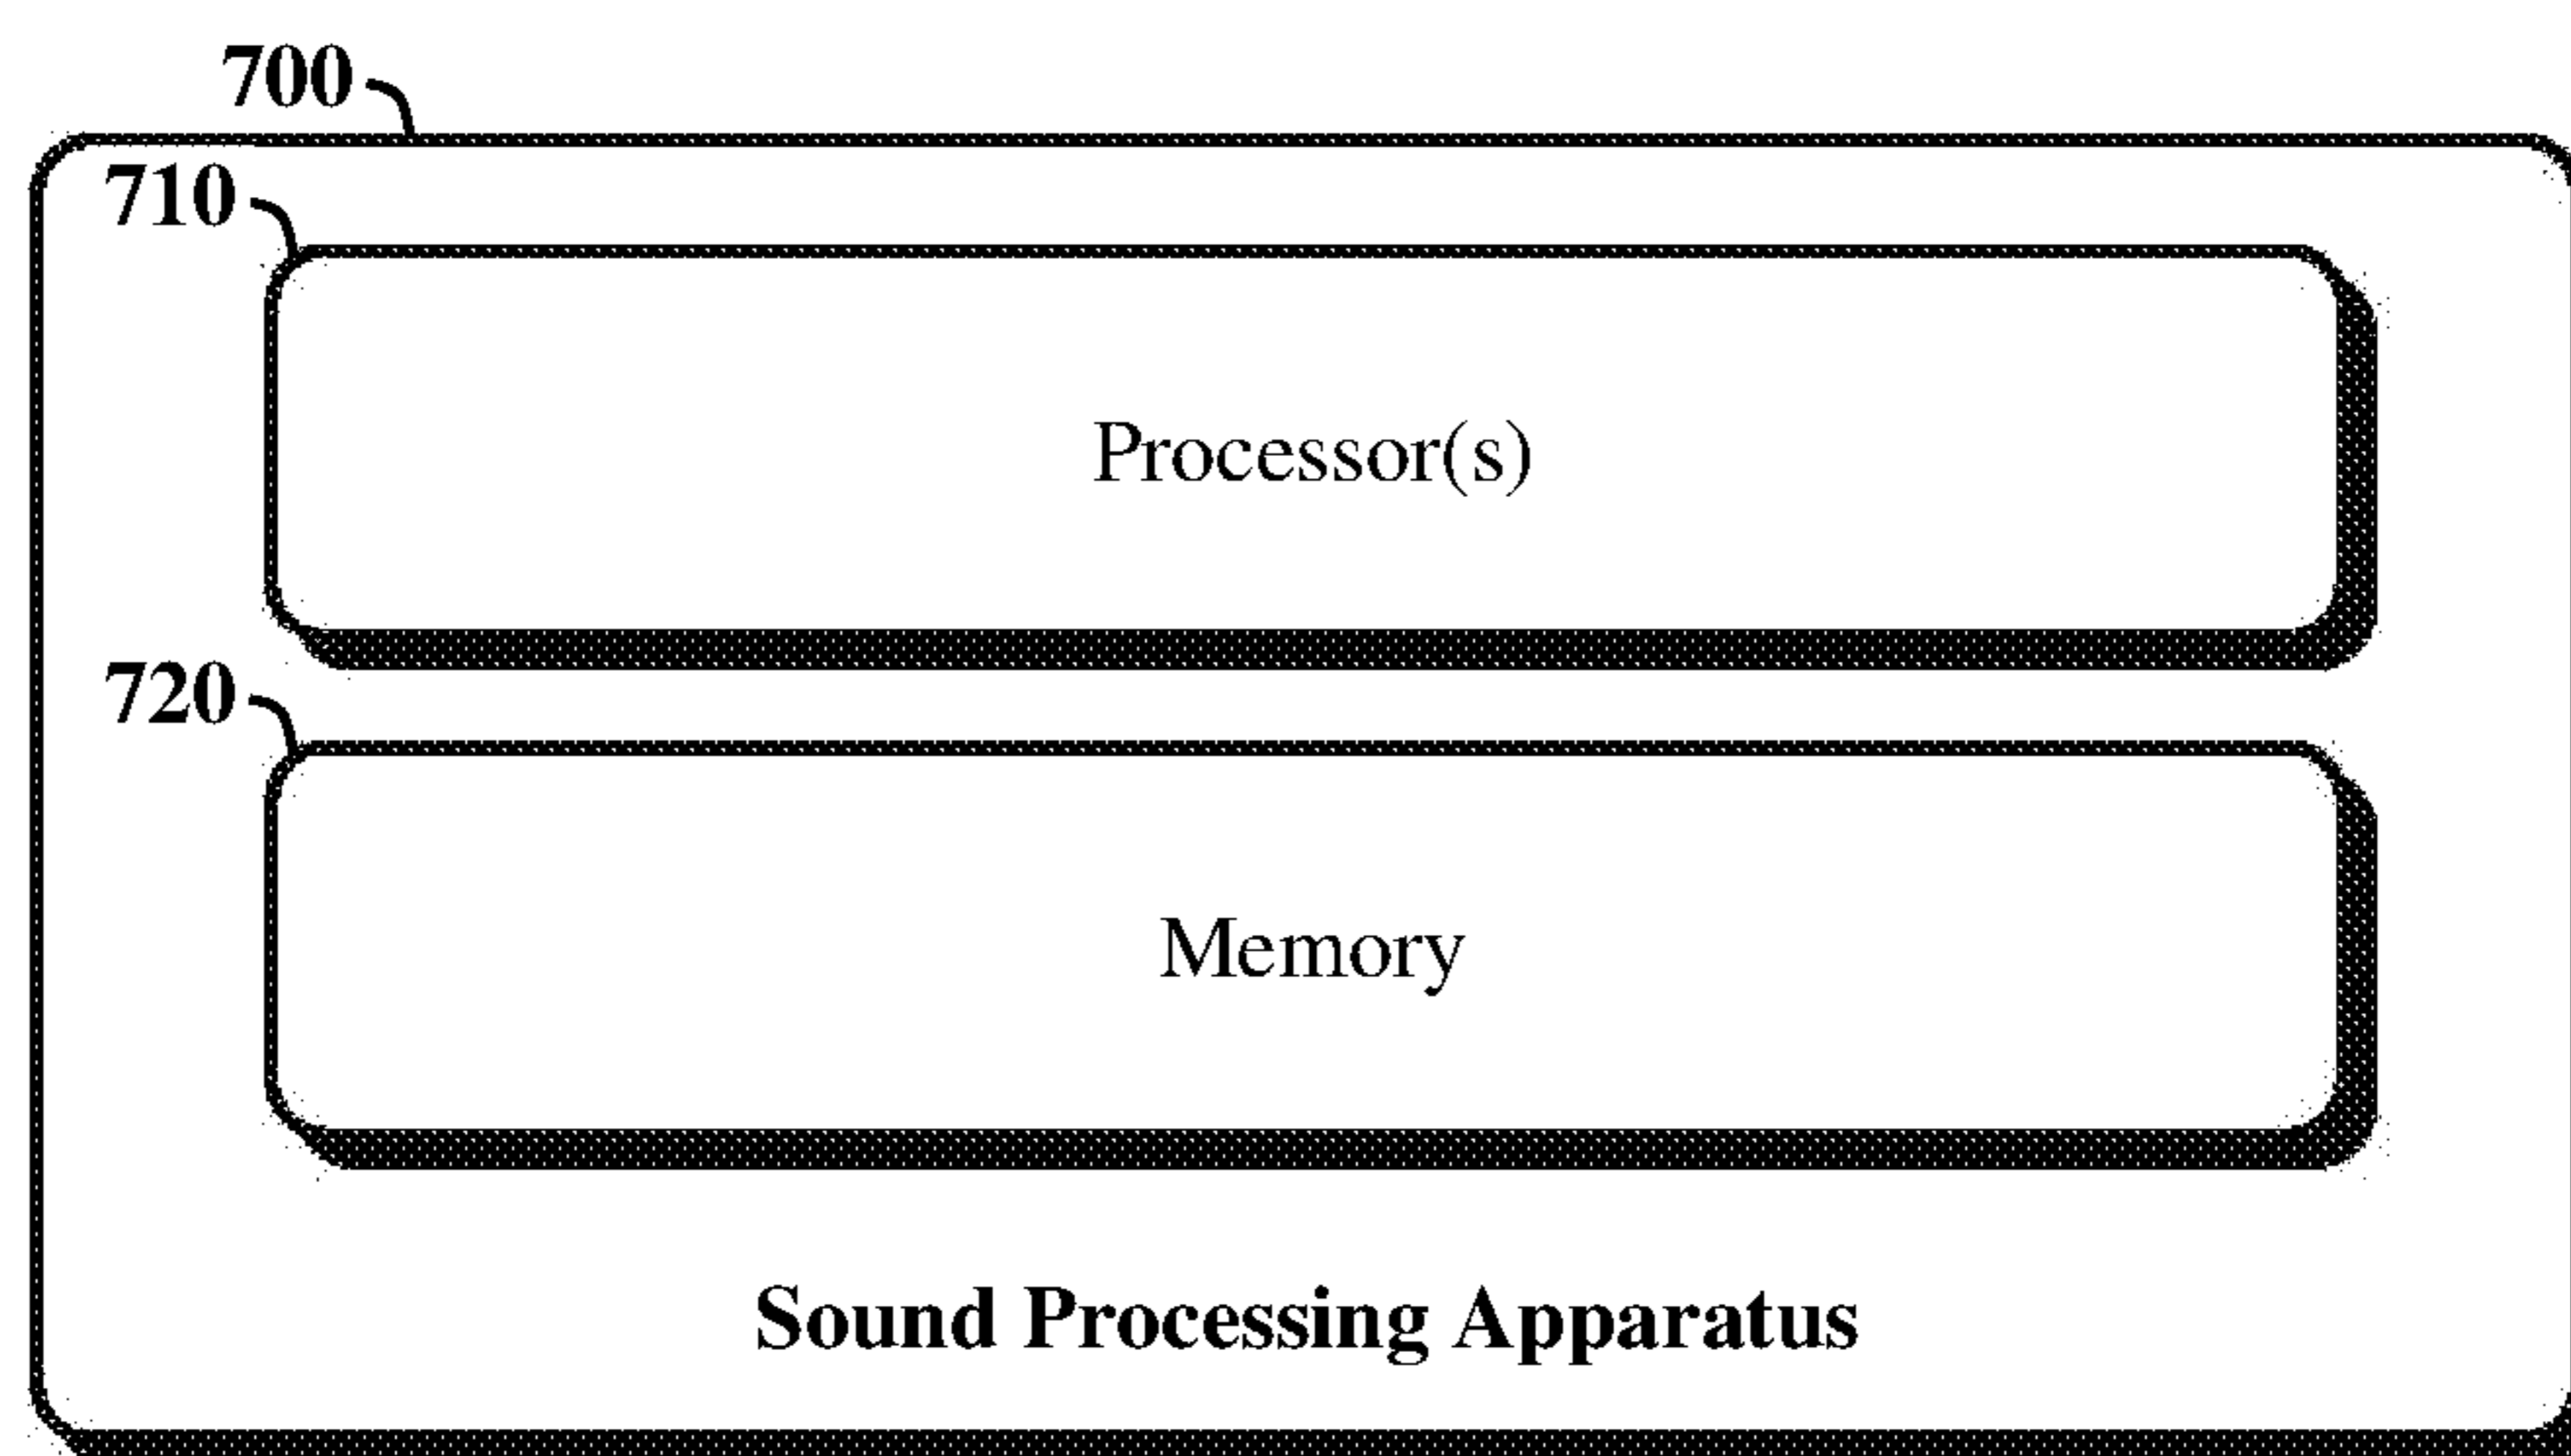 700
710
Processor(s)
720
Memory
Sound Processing Apparatus